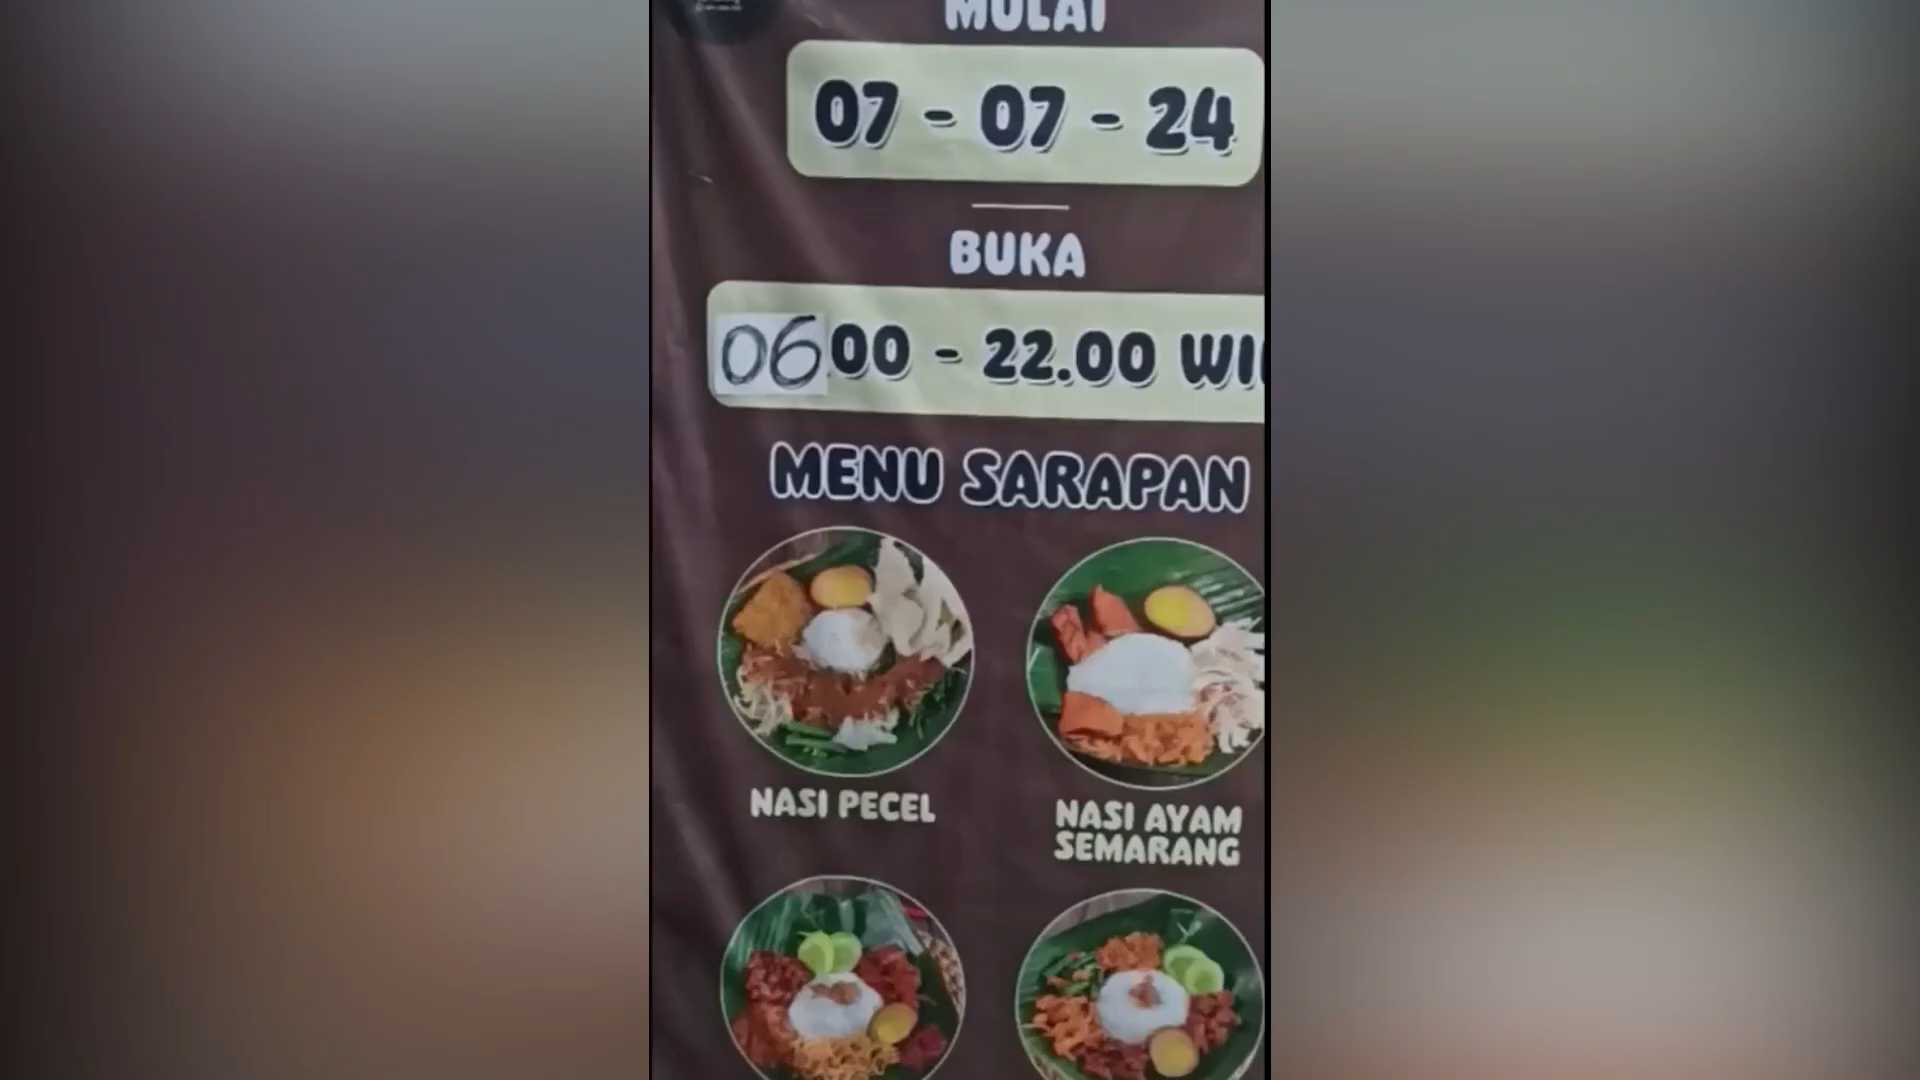 MULAI
07 - 07 - 24
BUKA
06.00 - 22.00
MENU SARAPAN
NASI PECEL
NASI AYAM
SEMARANG